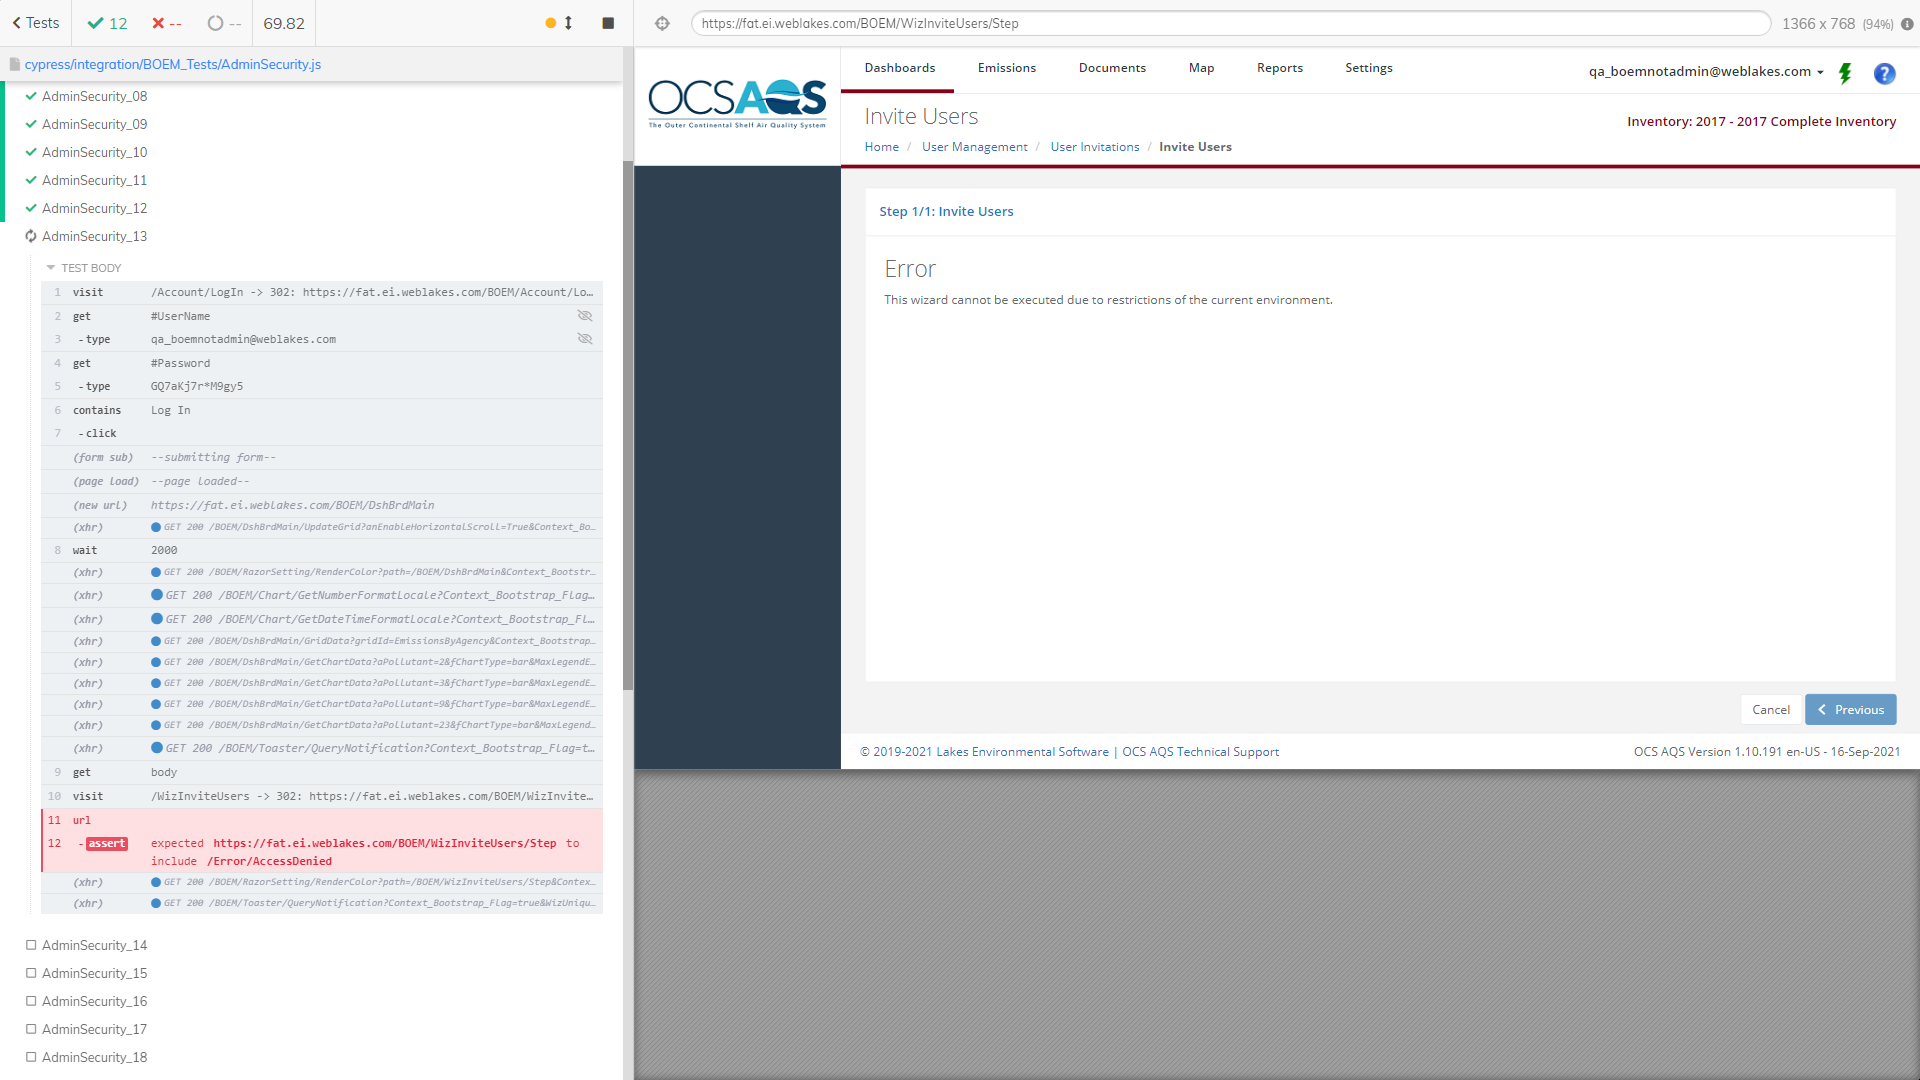 Tests
12
--
--
69.82
cypress/integration/BOEM_Tests/AdminSecurity.js
AdminSecurity_08
AdminSecurity_09
AdminSecurity_10
AdminSecurity_11
AdminSecurity_12
AdminSecurity_13
TEST BODY
1 visit /Account/LogIn -> 302: https://fat.ei.weblakes.com/BOEM/Account/Lo…
2 get #UserName
3 -type qa_boemnotadmin@weblakes.com
4 get #Password
5 -type GQ7aKj7r*M9gy5
6 contains Log In
7 -click
(form sub) --submitting form--
(page load) --page loaded--
(new url) https://fat.ei.weblakes.com/BOEM/DshBrdMain
(xhr) GET 200 /BOEM/DshBrdMain/UpdateGrid?anEnableHorizontalScroll=True&Context_Bo…
8 wait 2000
(xhr) GET 200 /BOEM/RazorSetting/RenderColor?path=/BOEM/DshBrdMain&Context_Bootstr…
(xhr) GET 200 /BOEM/Chart/GetNumberFormatLocale?Context_Bootstrap_Flag…
(xhr) GET 200 /BOEM/Chart/GetDateTimeFormatLocale?Context_Bootstrap_Fl…
(xhr) GET 200 /BOEM/DshBrdMain/GridData?gridId=EmissionsByAgency&Context_Bootstrap…
(xhr) GET 200 /BOEM/DshBrdMain/GetChartData?aPollutant=2&fChartType=bar&MaxLegendE…
(xhr) GET 200 /BOEM/DshBrdMain/GetChartData?aPollutant=3&fChartType=bar&MaxLegendE…
(xhr) GET 200 /BOEM/DshBrdMain/GetChartData?aPollutant=9&fChartType=bar&MaxLegendE…
(xhr) GET 200 /BOEM/DshBrdMain/GetChartData?aPollutant=23&fChartType=bar&MaxLegend…
(xhr) GET 200 /BOEM/Toaster/QueryNotification?Context_Bootstrap_Flag=t…
9 get body
10 visit /WizInviteUsers -> 302: https://fat.ei.weblakes.com/BOEM/WizInvite…
11 url
12 -assert expected https://fat.ei.weblakes.com/BOEM/WizInviteUsers/Step to
include /Error/AccessDenied
(xhr) GET 200 /BOEM/RazorSetting/RenderColor?path=/BOEM/WizInviteUsers/Step&Contex…
(xhr) GET 200 /BOEM/Toaster/QueryNotification?Context_Bootstrap_Flag=true&WizUniqu…
AdminSecurity_14
AdminSecurity_15
AdminSecurity_16
AdminSecurity_17
AdminSecurity_18
https://fat.ei.weblakes.com/BOEM/WizInviteUsers/Step
1366 x 768 (94%)
OCSAQS
The Outer Continental Shelf Air Quality System
Dashboards Emissions Documents Map Reports Settings
qa_boemnotadmin@weblakes.com
Invite Users
Inventory: 2017 - 2017 Complete Inventory
Home / User Management / User Invitations / Invite Users
Step 1/1: Invite Users
Error
This wizard cannot be executed due to restrictions of the current environment.
Cancel
Previous
© 2019-2021 Lakes Environmental Software | OCS AQS Technical Support
OCS AQS Version 1.10.191 en-US - 16-Sep-2021